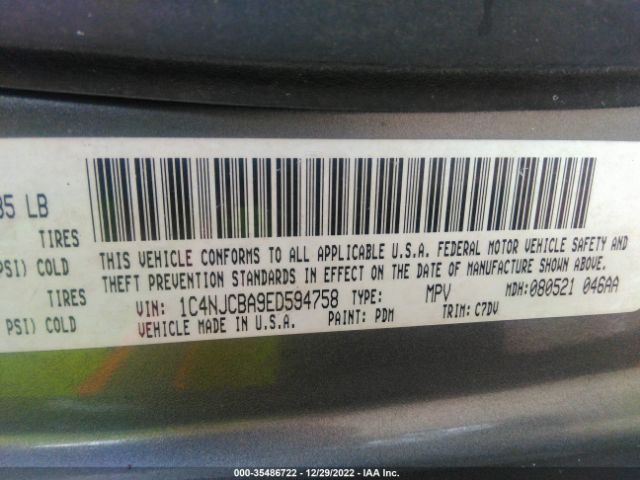 85 LB
TIRES
PSI) COLD
TIRES
PSI) COLD
THIS VEHICLE CONFORMS TO ALL APPLICABLE U.S.A. FEDERAL MOTOR VEHICLE SAFETY AND
THEFT PREVENTION STANDARDS IN EFFECT ON THE DATE OF MANUFACTURE SHOWN ABOVE.
VIN: 1C4NJCBA9ED594758 TYPE: MPV MDH:080521 046AA
VEHICLE MADE IN U.S.A. PAINT: PDM TRIM: C7DV
000-35486722 - 12/29/2022 - IAA Inc.